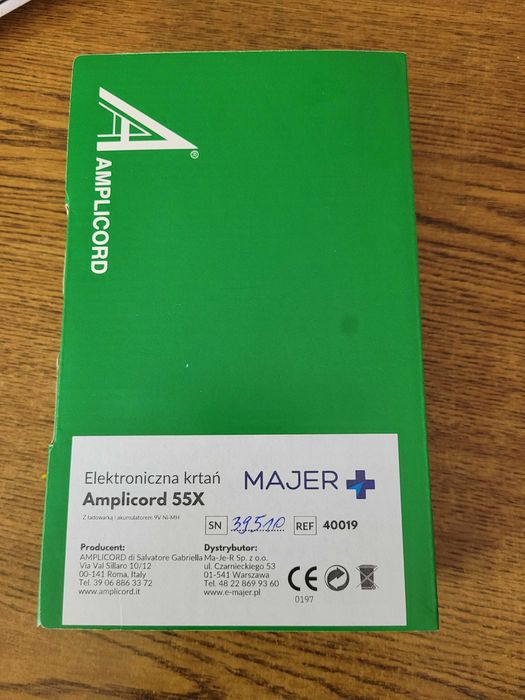 A®
AMPLICORD
Elektroniczna krtań
Amplicord 55X
Z ładowarką i akumulatorem 9V Ni-MH
MAJER
SN 39510 REF 40019
Producent:
AMPLICORD di Salvatore Gabriella
Via Val Sillaro 10/12
00-141 Roma, Italy
Tel. 39 06 886 33 72
www.amplicord.it
Dystrybutor:
Ma-Je-R Sp. z o.o.
ul. Czarnieckiego 53
01-541 Warszawa
Tel. 48 22 869 93 60
www.e-majer.pl
CE
0197